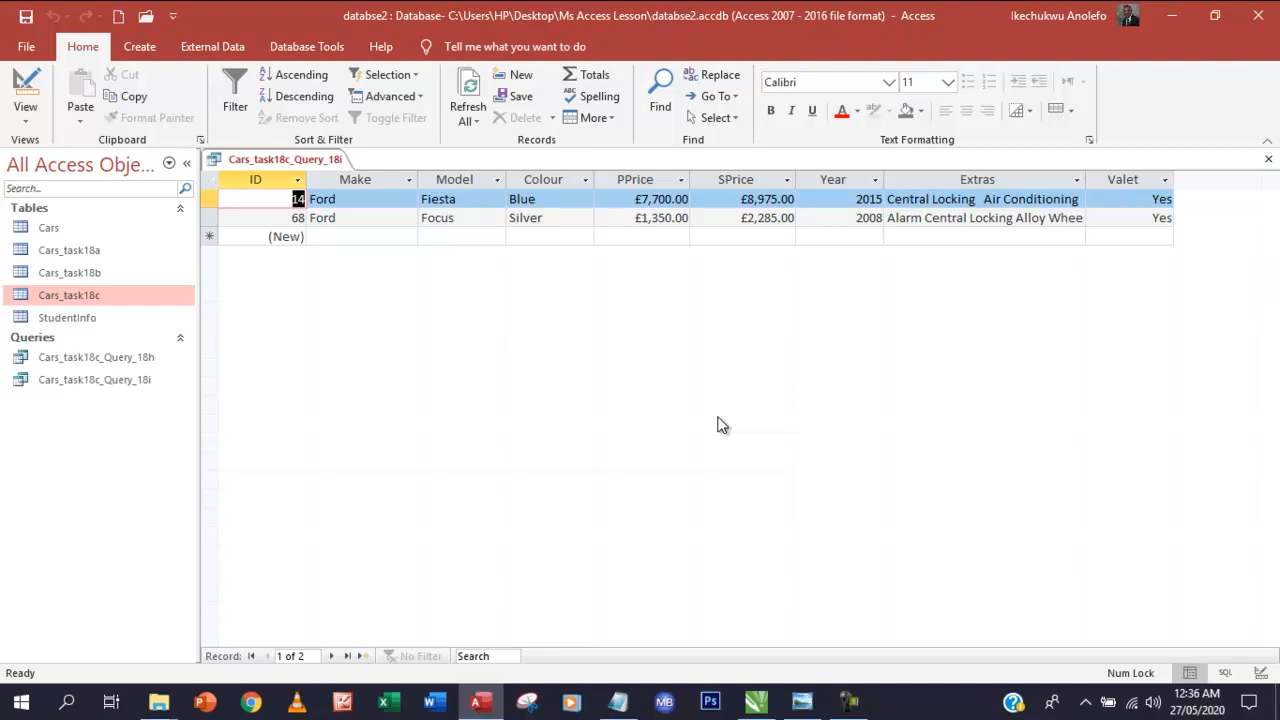 databse2 : Database- C:\Users\HP\Desktop\Ms Access Lesson\databse2.accdb (Access 2007 - 2016 file format) - Access
Ikechukwu Anolefo
File Home Create External Data Database Tools Help Tell me what you want to do
View
Views
Paste
Cut
Copy
Format Painter
Clipboard
Filter
Ascending
Descending
Remove Sort
Selection
Advanced
Toggle Filter
Sort & Filter
Refresh
All
New
Save
Delete
Totals
Spelling
More
Records
Find
Replace
Go To
Select
Find
Calibri 11
B I U A
Text Formatting
All Access Obje...
Search...
Tables
Cars
Cars_task18a
Cars_task18b
Cars_task18c
StudentInfo
Queries
Cars_task18c_Query_18h
Cars_task18c_Query_18i
Cars_task18c_Query_18i
ID Make Model Colour PPrice SPrice Year Extras Valet
14 Ford Fiesta Blue £7,700.00 £8,975.00 2015 Central Locking Air Conditioning Yes
68 Ford Focus Silver £1,350.00 £2,285.00 2008 Alarm Central Locking Alloy Whee Yes
* (New)
Record: 1 of 2 No Filter Search
Ready
Num Lock
SQL
12:36 AM
27/05/2020